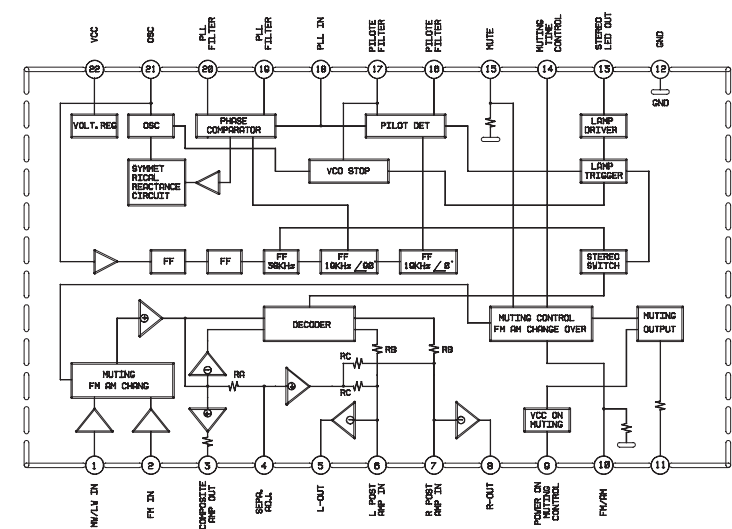 VCC
OSC
PLL
FILTER
PLL
FILTER
PLL IN
PILOTE
FILTER
PILOTE
FILTER
MUTE
MUTING
TIME
CONTROL
STEREO
LED OUT
GND
22
21
20
19
18
17
16
15
14
13
12
GND
VOLT.REG
OSC
PHASE
COMPARATOR
PILOT DET
LAMP
DRIVER
SYMMET
RICAL
REACTANCE
CIRCUIT
VCO STOP
LAMP
TRIGGER
FF
FF
FF
38KHz
FF
19KHz /90°
FF
19KHz /0°
STEREO
SWITCH
DECODER
MUTING CONTROL
FM AM CHANGE OVER
MUTING
OUTPUT
RB
RB
RC
RC
RA
MUTING
FM AM CHANG
VCC ON
MUTING
1
2
3
4
5
6
7
8
9
10
11
MW/LW IN
FM IN
COMPOSITE
AMP OUT
SEPA.
ADJ.
L-OUT
L POST
AMP IN
R POST
AMP IN
R-OUT
POWER ON
MUTING
CONTROL
FM/AM